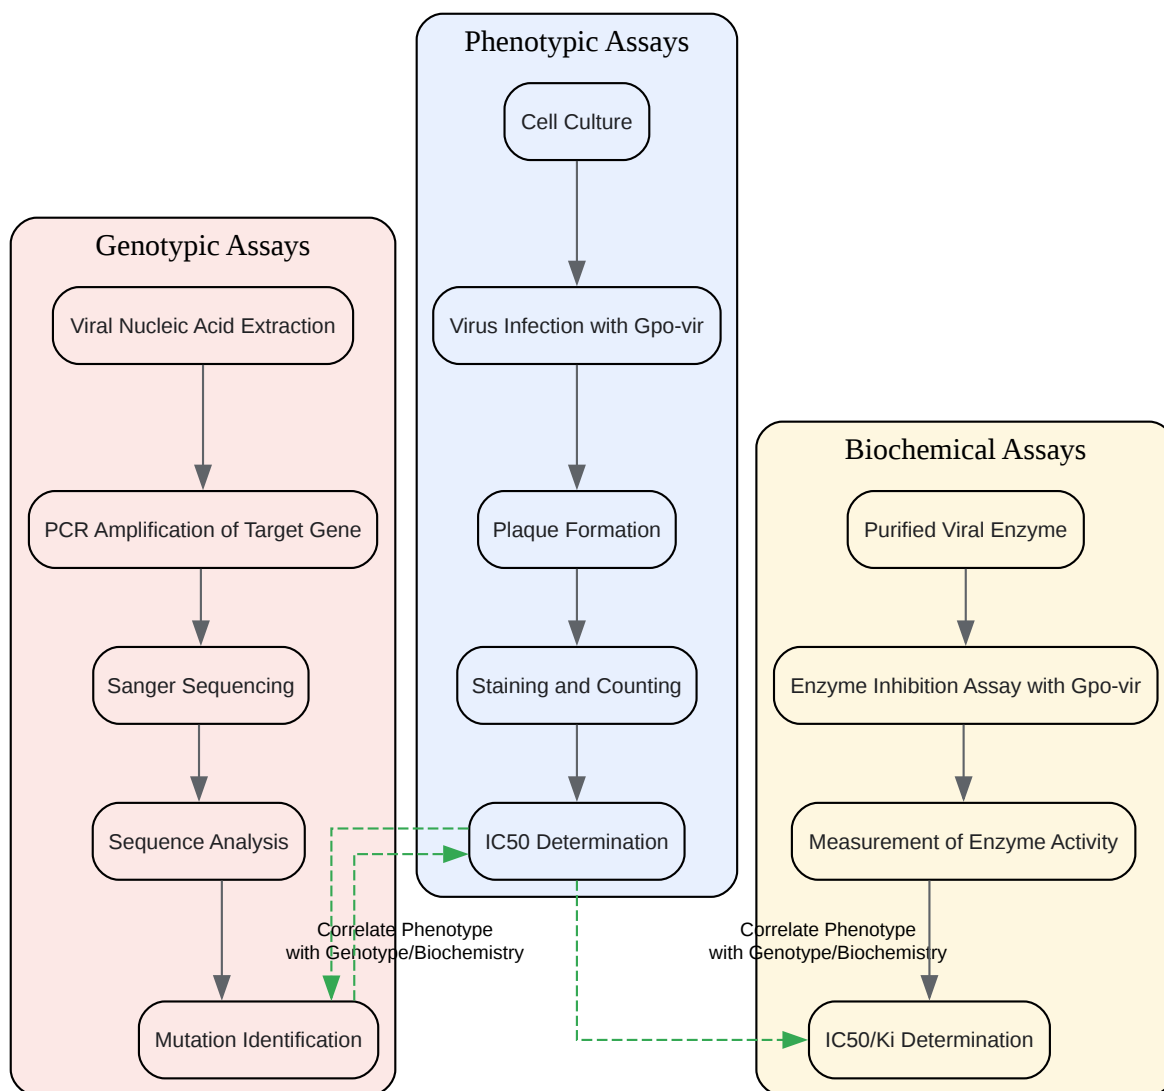 Phenotypic Assays
Cell Culture
Virus Infection with Gpo-vir
Plaque Formation
Staining and Counting
IC50 Determination
Genotypic Assays
Viral Nucleic Acid Extraction
PCR Amplification of Target Gene
Sanger Sequencing
Sequence Analysis
Mutation Identification
Correlate Phenotype
with Genotype/Biochemistry
Biochemical Assays
Purified Viral Enzyme
Enzyme Inhibition Assay with Gpo-vir
Measurement of Enzyme Activity
Correlate Phenotype
with Genotype/Biochemistry
IC50/Ki Determination